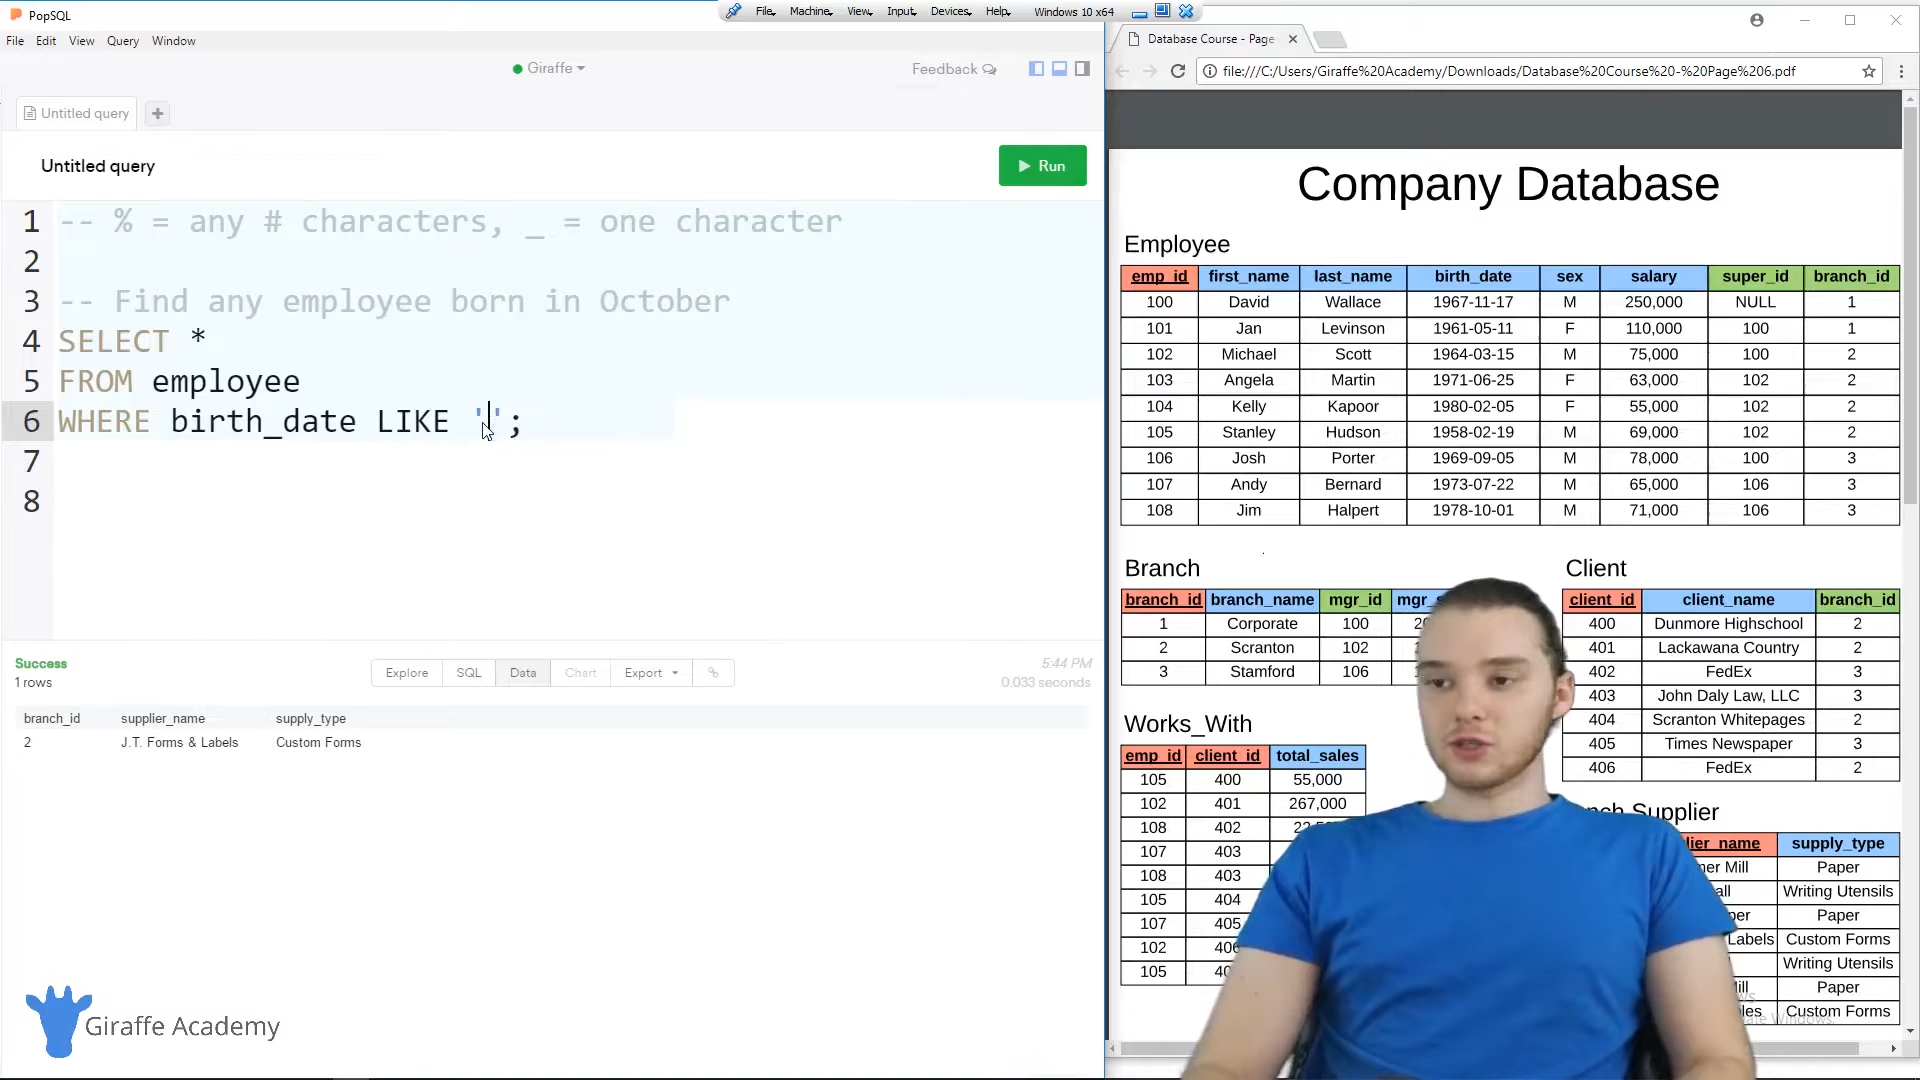 PopSQL
File Machine View Input Devices Help Windows 10 x64
File Edit View Query Window
Giraffe
Feedback
Untitled query
Untitled query
Run
1 -- % = any # characters, _ = one character
2
3 -- Find any employee born in October
4 SELECT *
5 FROM employee
6 WHERE birth_date LIKE '';
7
8
Success
1 rows
Explore SQL Data Chart Export
5:44 PM
0.033 seconds
branch_id supplier_name supply_type
2 J.T. Forms & Labels Custom Forms
Giraffe Academy
Database Course - Page
file:///C:/Users/Giraffe%20Academy/Downloads/Database%20Course%20-%20Page%206.pdf
Company Database
Employee
emp_id first_name last_name birth_date sex salary super_id branch_id
100 David Wallace 1967-11-17 M 250,000 NULL 1
101 Jan Levinson 1961-05-11 F 110,000 100 1
102 Michael Scott 1964-03-15 M 75,000 100 2
103 Angela Martin 1971-06-25 F 63,000 102 2
104 Kelly Kapoor 1980-02-05 F 55,000 102 2
105 Stanley Hudson 1958-02-19 M 69,000 102 2
106 Josh Porter 1969-09-05 M 78,000 100 3
107 Andy Bernard 1973-07-22 M 65,000 106 3
108 Jim Halpert 1978-10-01 M 71,000 106 3
Branch
branch_id branch_name mgr_id
1 Corporate 100
2 Scranton 102
3 Stamford 106
Client
client_id client_name branch_id
400 Dunmore Highschool 2
401 Lackawana Country 2
402 FedEx 3
403 John Daly Law, LLC 3
404 Scranton Whitepages 2
405 Times Newspaper 3
406 FedEx 2
Works_With
emp_id client_id total_sales
105 400 55,000
102 401 267,000
108 402
107 403
108 403
105 404
107 405
102 406
105
Supplier
supply_type
Mill Paper
Writing Utensils
Paper
Labels Custom Forms
Writing Utensils
Paper
Custom Forms